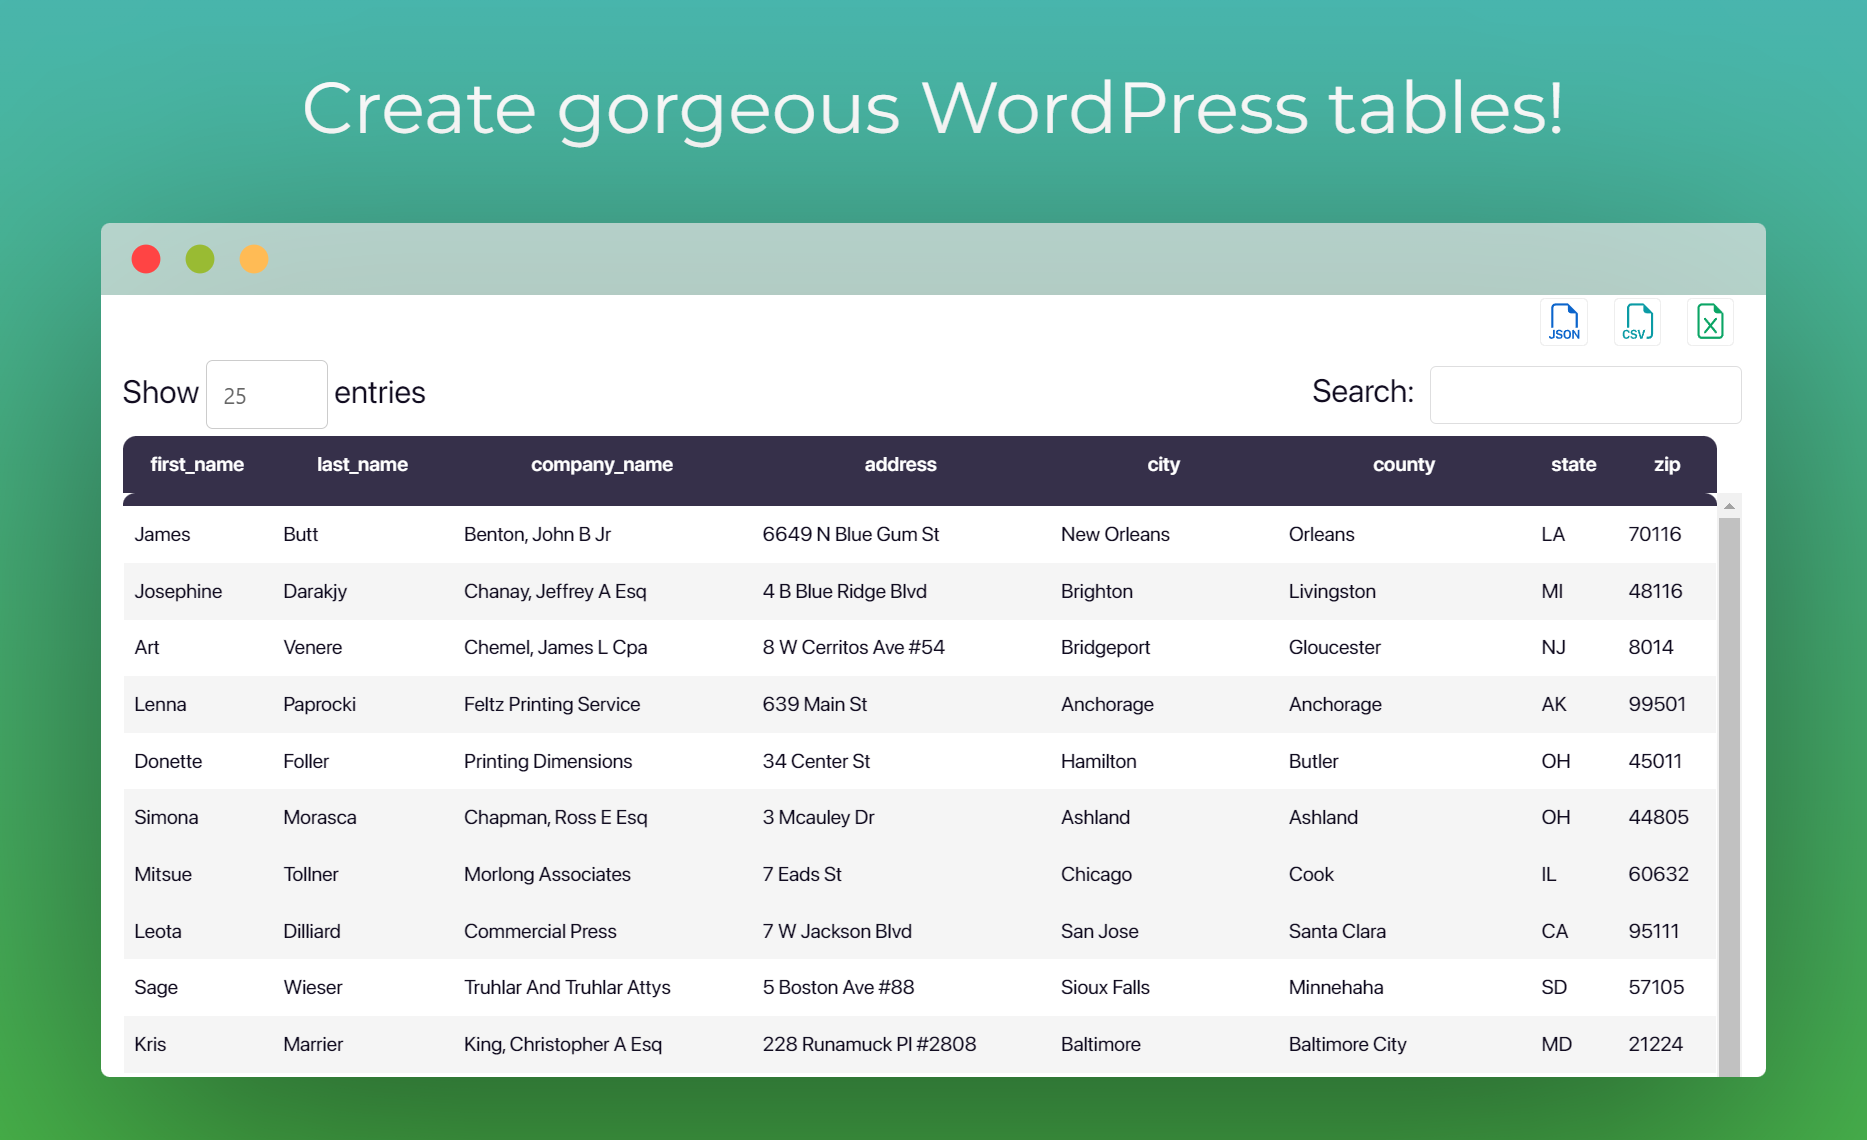 Create gorgeous WordPress tables!
JSON CSV X
Show 25 entries Search:
first_name last_name company_name address city county state zip
James Butt Benton, John B Jr 6649 N Blue Gum St New Orleans Orleans LA 70116
Josephine Darakjy Chanay, Jeffrey A Esq 4 B Blue Ridge Blvd Brighton Livingston MI 48116
Art Venere Chemel, James L Cpa 8 W Cerritos Ave #54 Bridgeport Gloucester NJ 8014
Lenna Paprocki Feltz Printing Service 639 Main St Anchorage Anchorage AK 99501
Donette Foller Printing Dimensions 34 Center St Hamilton Butler OH 45011
Simona Morasca Chapman, Ross E Esq 3 Mcauley Dr Ashland Ashland OH 44805
Mitsue Tollner Morlong Associates 7 Eads St Chicago Cook IL 60632
Leota Dilliard Commercial Press 7 W Jackson Blvd San Jose Santa Clara CA 95111
Sage Wieser Truhlar And Truhlar Attys 5 Boston Ave #88 Sioux Falls Minnehaha SD 57105
Kris Marrier King, Christopher A Esq 228 Runamuck Pl #2808 Baltimore Baltimore City MD 21224